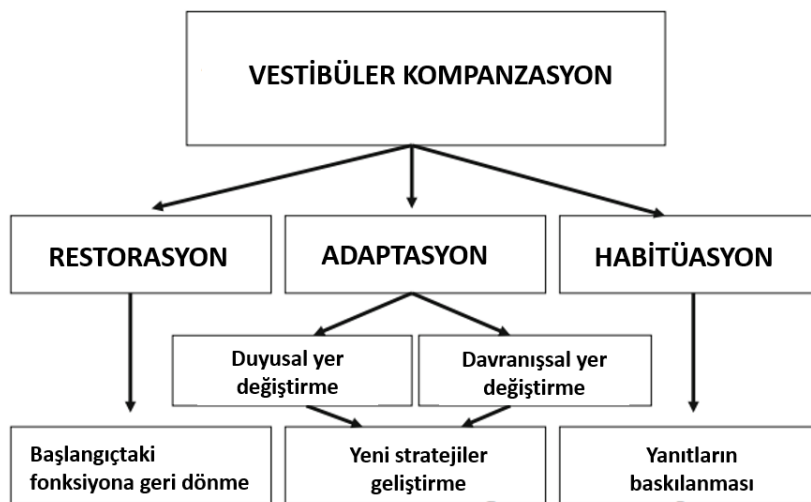 VESTİBÜLER KOMPANZASYON
RESTORASYON
ADAPTASYON
HABİTÜASYON
Duyusal yer
değiştirme
Davranışsal yer
değiştirme
Başlangıçtaki
fonksiyona geri dönme
Yeni stratejiler
geliştirme
Yanıtların
baskılanması